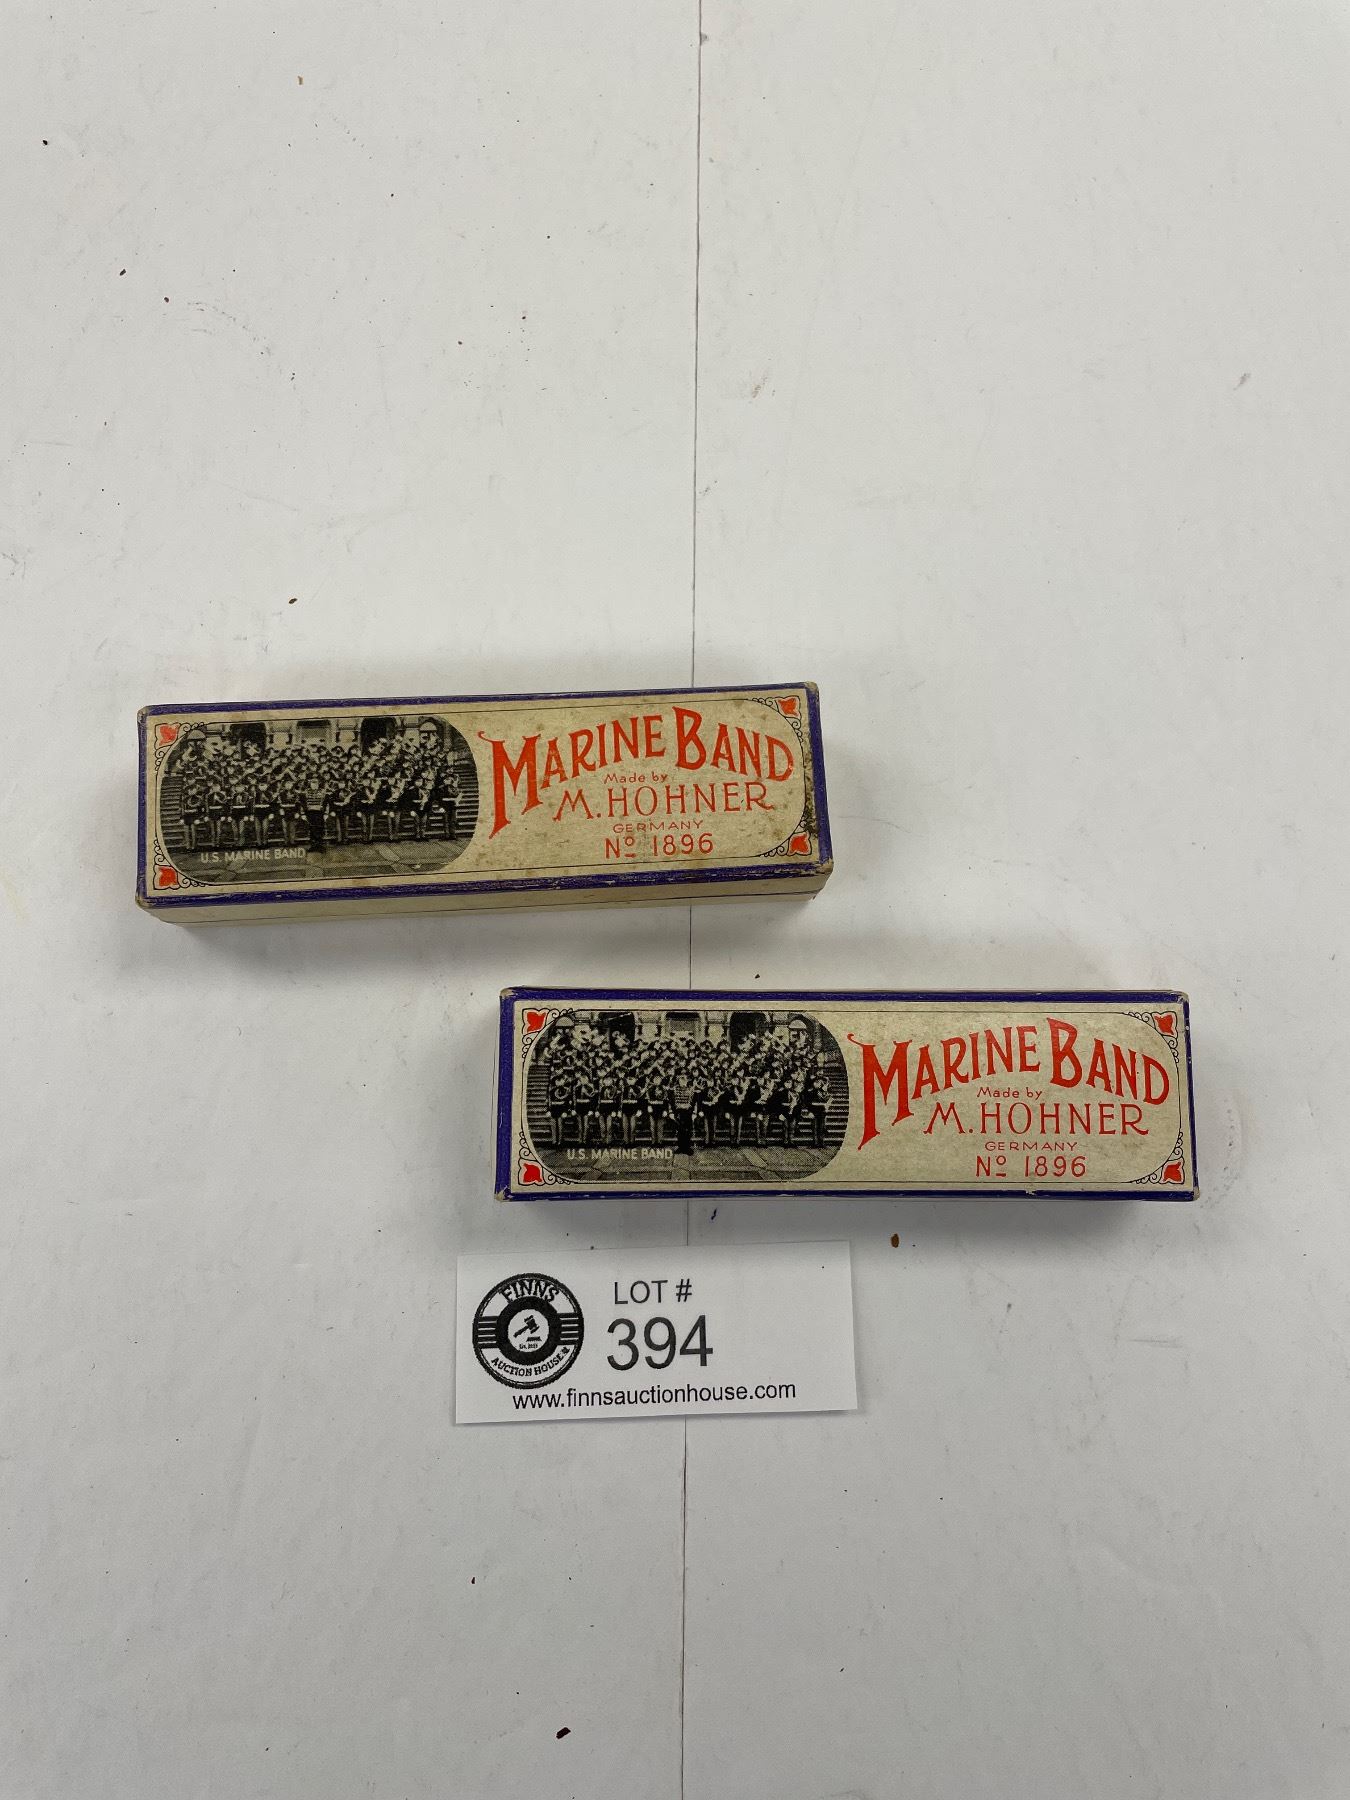 MARINE BAND
Made by
M. HOHNER
GERMANY
Nº 1896
U.S. MARINE BAND
MARINE BAND
Made by
M. HOHNER
GERMANY
Nº 1896
U.S. MARINE BAND
FINNS
AUCTION HOUSE
LOT #
394
www.finnsauctionhouse.com